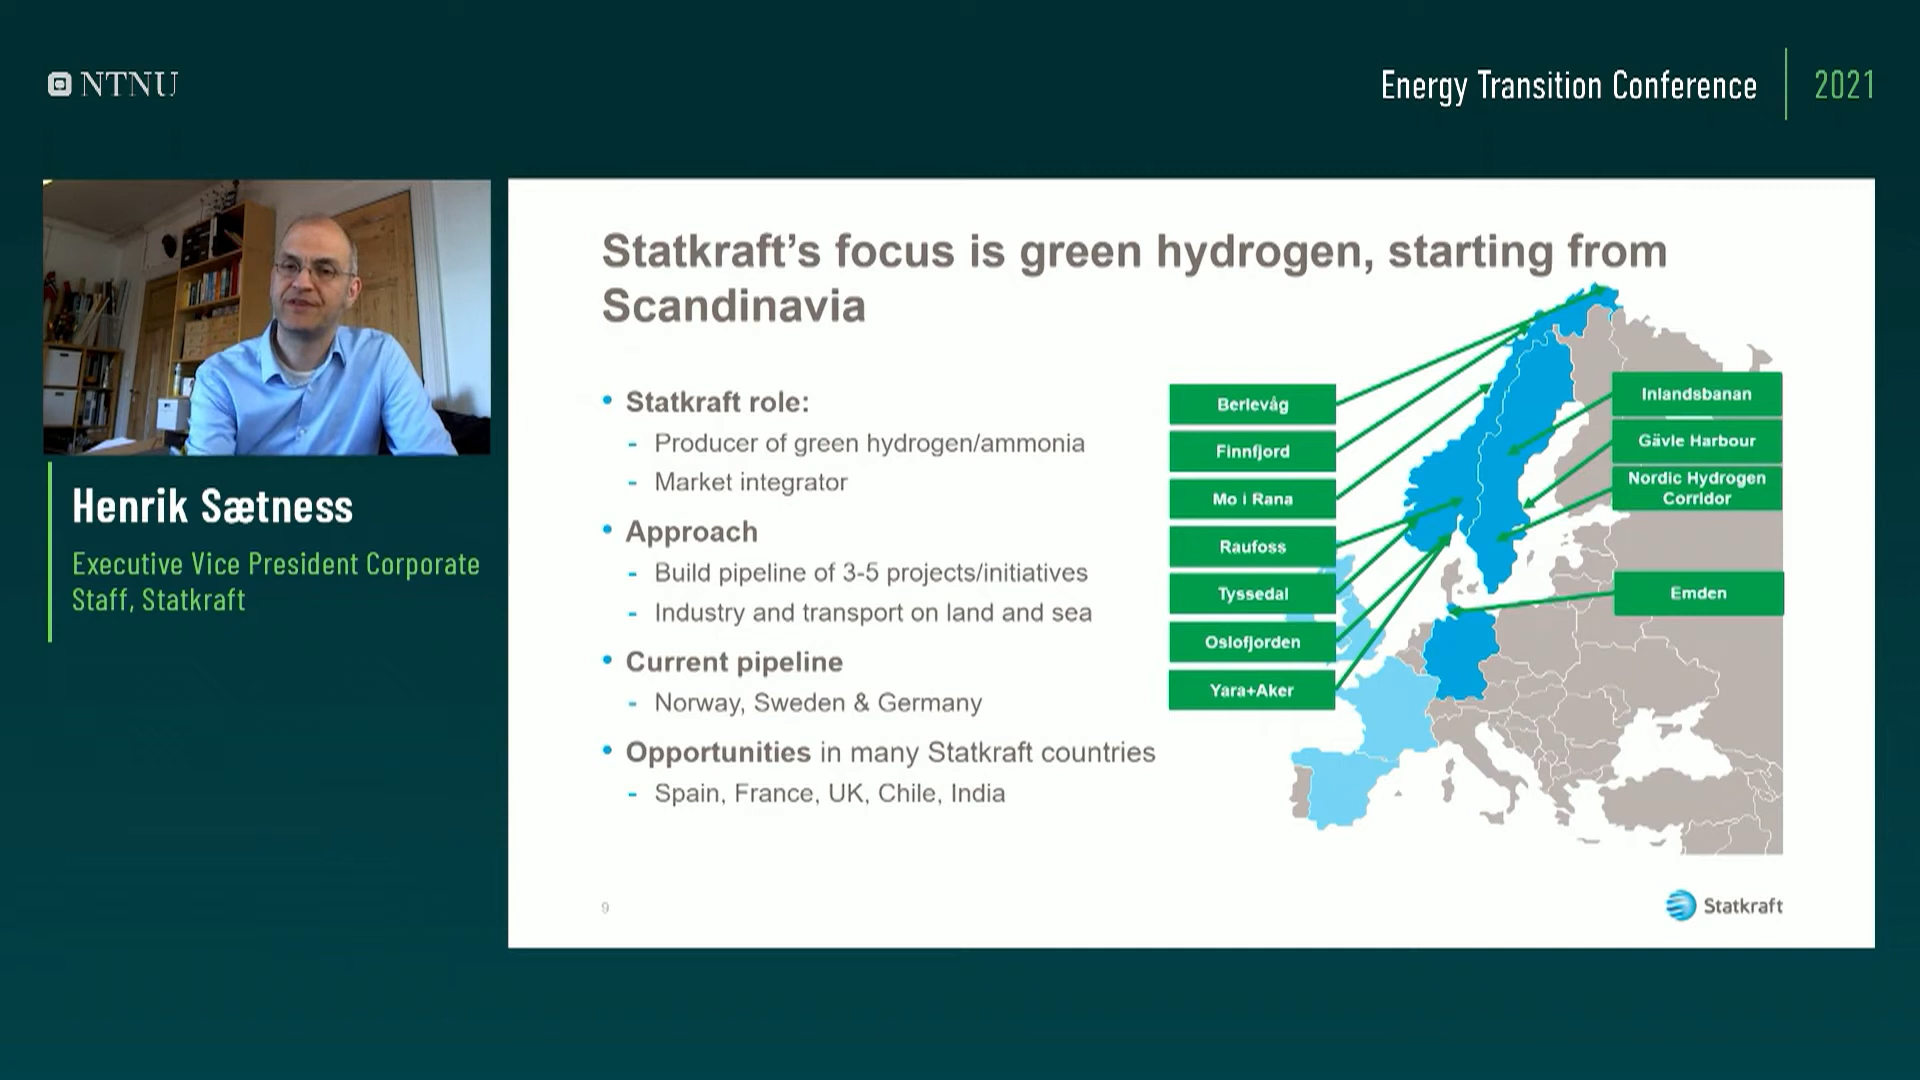 NTNU
Energy Transition Conference
2021
Henrik Sætness
Executive Vice President Corporate
Staff, Statkraft
Statkraft's focus is green hydrogen, starting from
Scandinavia
• Statkraft role:
- Producer of green hydrogen/ammonia
- Market integrator
• Approach
- Build pipeline of 3-5 projects/initiatives
- Industry and transport on land and sea
• Current pipeline
- Norway, Sweden & Germany
• Opportunities in many Statkraft countries
- Spain, France, UK, Chile, India
Berlevåg
Finnfjord
Mo i Rana
Raufoss
Tyssedal
Oslofjorden
Yara+Aker
Inlandsbanan
Gävle Harbour
Nordic Hydrogen
Corridor
Emden
9
Statkraft